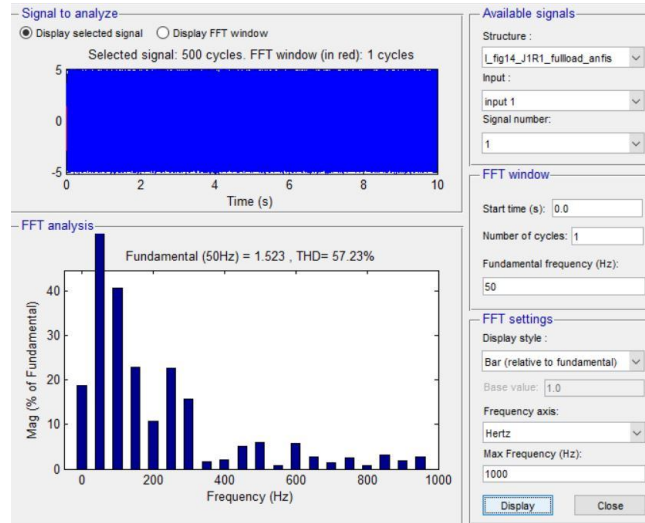 Signal to analyze
Display selected signal
Display FFT window
Selected signal: 500 cycles. FFT window (in red): 1 cycles
5
0
-5
0 2 4 6 8 10
Time (s)
FFT analysis
Fundamental (50Hz) = 1.523 , THD= 57.23%
Mag (% of Fundamental)
40
30
20
10
0
0 200 400 600 800 1000
Frequency (Hz)
Available signals
Structure :
I_fig14_J1R1_fullload_anfis
Input :
input 1
Signal number:
1
FFT window
Start time (s): 0.0
Number of cycles: 1
Fundamental frequency (Hz):
50
FFT settings
Display style :
Bar (relative to fundamental)
Base value: 1.0
Frequency axis:
Hertz
Max Frequency (Hz):
1000
Display
Close